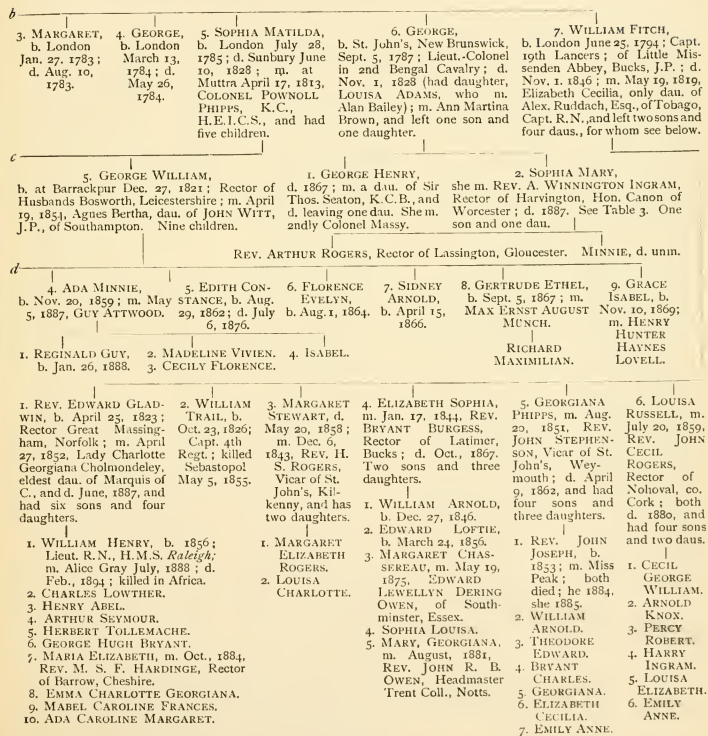 b
3. MARGARET,
b. London
Jan. 27, 1783;
d. Aug. 10,
1783.
4. GEORGE,
b. London
March 13,
1784; d.
May 26,
1784.
5. SOPHIA MATILDA,
b. London July 28,
1785; d. Sunbury June
10, 1828; m. at
Muttra April 17, 1813,
COLONEL POWNOLL
PHIPPS, K.C.,
H.E.I.C.S., and had
five children.
6. GEORGE,
b. St. John's, New Brunswick,
Sept. 5, 1787; Lieut.-Colonel
in 2nd Bengal Cavalry; d.
Nov. 1, 1828 (had daughter,
LOUISA ADAMS, who m.
Alan Bailey); m. Ann Martina
Brown, and left one son and
one daughter.
7. WILLIAM FITCH,
b. London June 25, 1794; Capt.
19th Lancers; of Little Mis-
senden Abbey, Bucks, J.P.; d.
Nov. 1. 1846; m. May 19, 1819,
Elizabeth Cecilia, only dau. of
Alex. Ruddach, Esq., of Tobago,
Capt. R.N., and left two sons and
four daus., for whom see below.
c
5. GEORGE WILLIAM,
b. at Barrackpur Dec. 27, 1821; Rector of
Husbands Bosworth, Leicestershire; m. April
19, 1854, Agnes Bertha, dau. of JOHN WITT,
J.P., of Southampton. Nine children.
1. GEORGE HENRY,
d. 1867; m. a dau. of Sir
Thos. Seaton, K.C.B., and
d. leaving one dau. She m.
2ndly Colonel Massy.
2. SOPHIA MARY,
she m. REV. A. WINNINGTON INGRAM,
Rector of Harvington, Hon. Canon of
Worcester; d. 1887. See Table 3. One
son and one dau.
REV. ARTHUR ROGERS, Rector of Lassington, Gloucester. MINNIE, d. unm.
d
4. ADA MINNIE,
b. Nov. 20, 1859; m. May
5, 1887, GUY ATTWOOD.
5. EDITH CON-
STANCE, b. Aug.
29, 1862; d. July
6, 1876.
6. FLORENCE
EVELYN,
b. Aug. 1, 1864.
7. SIDNEY
ARNOLD,
b. April 15,
1866.
8. GERTRUDE ETHEL,
b. Sept. 5, 1867; m.
MAX ERNST AUGUST
MÜNCH.
9. GRACE
ISABEL, b.
Nov. 10, 1869;
m. HENRY
HUNTER
HAYNES
LOVELL.
1. REGINALD GUY,
b. Jan. 26, 1888.
2. MADELINE VIVIEN.
3. CECILY FLORENCE.
4. ISABEL.
RICHARD
MAXIMILIAN.
1. REV. EDWARD GLAD-
WIN, b. April 25, 1823;
Rector Great Massing-
ham, Norfolk; m. April
27, 1852, Lady Charlotte
Georgiana Cholmondeley,
eldest dau. of Marquis of
C., and d. June, 1887, and
had six sons and four
daughters.
2. WILLIAM
TRAIL, b.
Oct. 23, 1826;
Capt. 4th
Regt.; killed
Sebastopol
May 5, 1855.
3. MARGARET
STEWART, d.
May 20, 1858;
m. Dec. 6,
1843, REV. H.
S. ROGERS,
Vicar of St.
John's, Kil-
kenny, and has
two daughters.
4. ELIZABETH SOPHIA,
m. Jan. 17, 1844, REV.
BRYANT BURGESS,
Rector of Latimer,
Bucks; d. Oct., 1867.
Two sons and three
daughters.
5. GEORGIANA
PHIPPS, m. Aug.
20, 1851, REV.
JOHN STEPHEN-
SON, Vicar of St.
John's, Wey-
mouth; d. April
9, 1862, and had
four sons and
three daughters.
6. LOUISA
RUSSELL, m.
July 20, 1859,
REV. JOHN
CECIL
ROGERS,
Rector of
Nohoval, co.
Cork; both
d. 1880, and
had four sons
and two daus.
1. WILLIAM HENRY, b. 1856;
Lieut. R.N., H.M.S. Raleigh;
m. Alice Gray July, 1888; d.
Feb., 1894; killed in Africa.
2. CHARLES LOWTHER.
3. HENRY ABEL.
4. ARTHUR SEYMOUR.
5. HERBERT TOLLEMACHE.
6. GEORGE HUGH BRYANT.
7. MARIA ELIZABETH, m. Oct., 1884,
REV. M. S. F. HARDINGE, Rector
of Barrow, Cheshire.
8. EMMA CHARLOTTE GEORGIANA.
9. MABEL CAROLINE FRANCES.
10. ADA CAROLINE MARGARET.
1. MARGARET
ELIZABETH
ROGERS.
2. LOUISA
CHARLOTTE.
1. WILLIAM ARNOLD,
b. Dec. 27, 1846.
2. EDWARD LOFTIE,
b. March 24, 1856.
3. MARGARET CHAS-
SEREAU, m. May 19,
1875, EDWARD
LEWELLYN DERING
OWEN, of South-
minster, Essex.
4. SOPHIA LOUISA.
5. MARY, GEORGIANA,
m. August, 1881,
REV. JOHN R. B.
OWEN, Headmaster
Trent Coll., Notts.
1. REV. JOHN
JOSEPH, b.
1853; m. Miss
Peak; both
died; he 1884,
she 1885.
2. WILLIAM
ARNOLD.
3. THEODORE
EDWARD.
4. BRYANT
CHARLES.
5. GEORGIANA.
6. ELIZABETH
CECILIA.
7. EMILY ANNE.
1. CECIL
GEORGE
WILLIAM.
2. ARNOLD
KNOX.
3. PERCY
ROBERT.
4. HARRY
INGRAM.
5. LOUISA
ELIZABETH.
6. EMILY
ANNE.